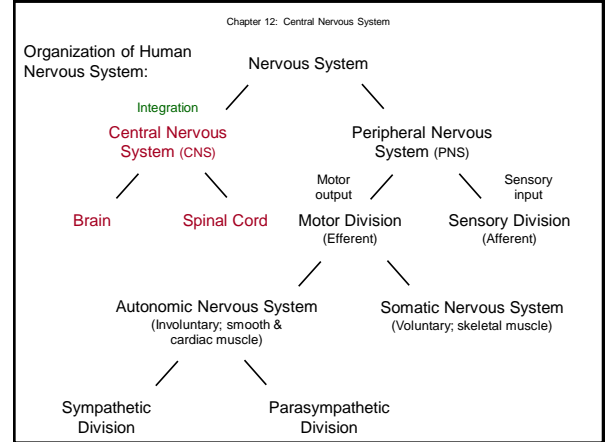 Chapter 12: Central Nervous System
Organization of Human
Nervous System:
Nervous System
Integration
Central Nervous
System (CNS)
Peripheral Nervous
System (PNS)
Motor
output
Sensory
input
Brain
Spinal Cord
Motor Division
(Efferent)
Sensory Division
(Afferent)
Autonomic Nervous System
(Involuntary; smooth &
cardiac muscle)
Somatic Nervous System
(Voluntary; skeletal muscle)
Sympathetic
Division
Parasympathetic
Division